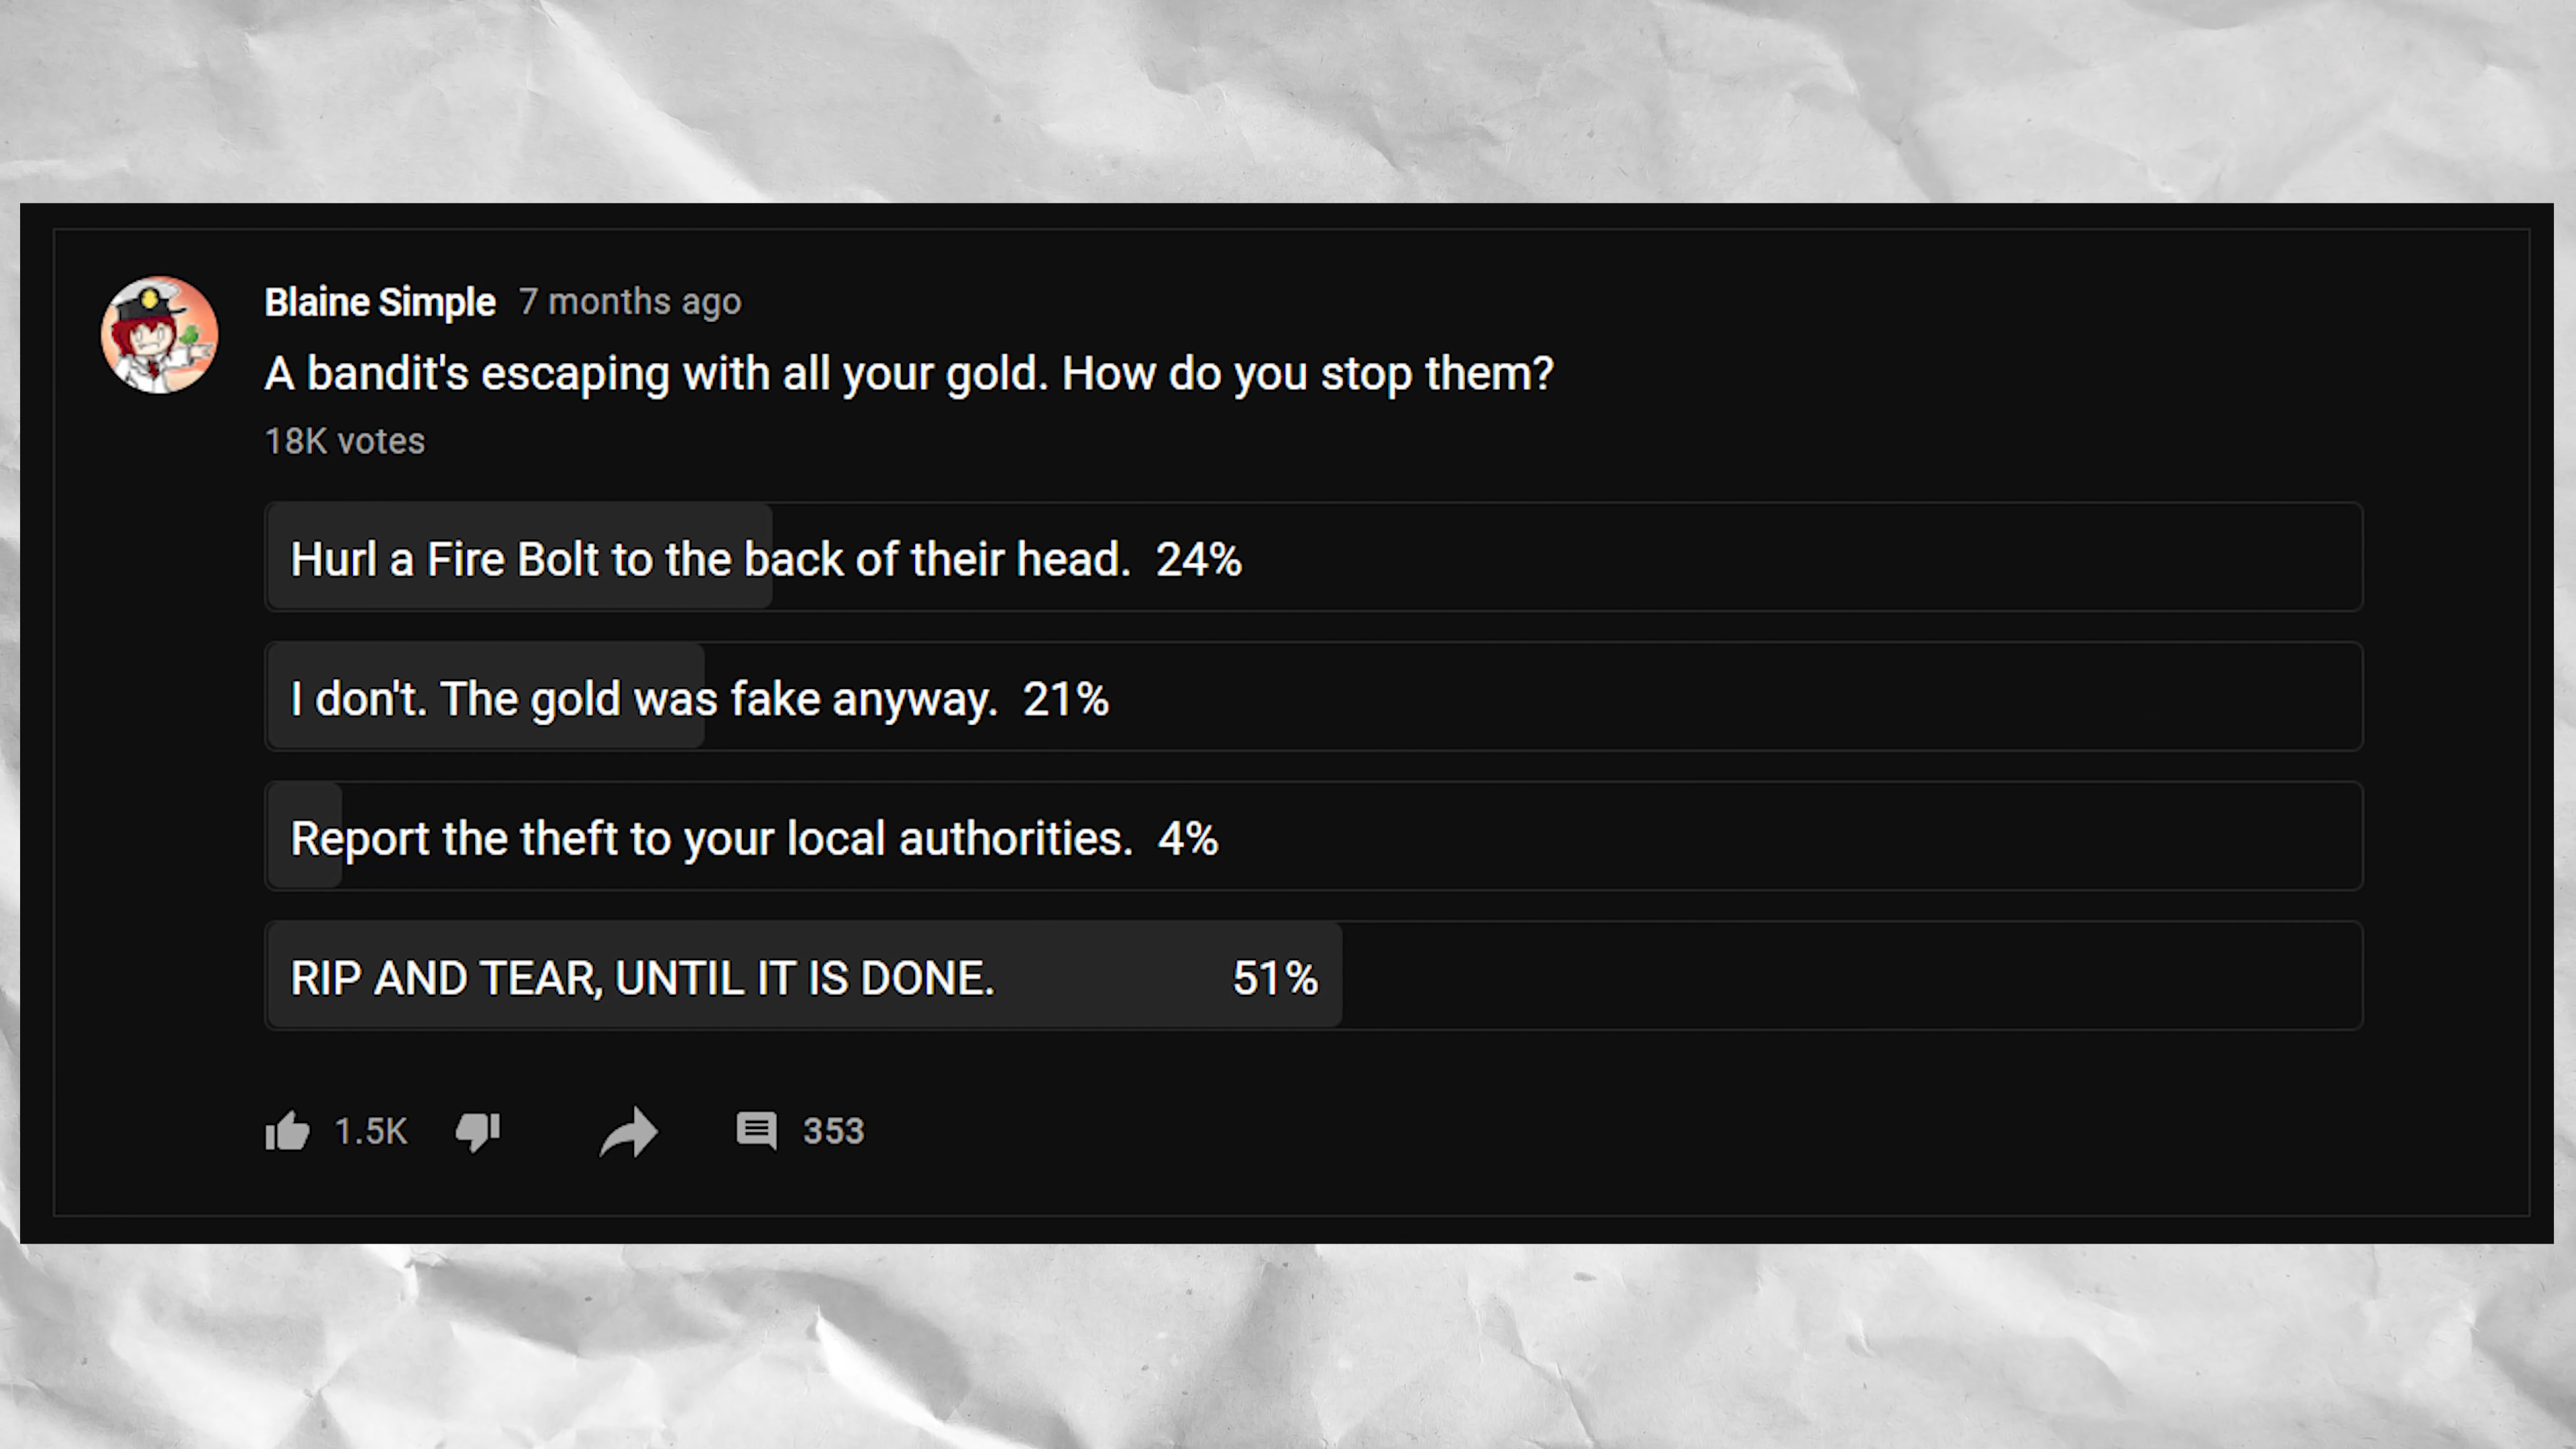 Blaine Simple 7 months ago
A bandit's escaping with all your gold. How do you stop them?
18K votes
Hurl a Fire Bolt to the back of their head. 24%
I don't. The gold was fake anyway. 21%
Report the theft to your local authorities. 4%
RIP AND TEAR, UNTIL IT IS DONE. 51%
1.5K 353